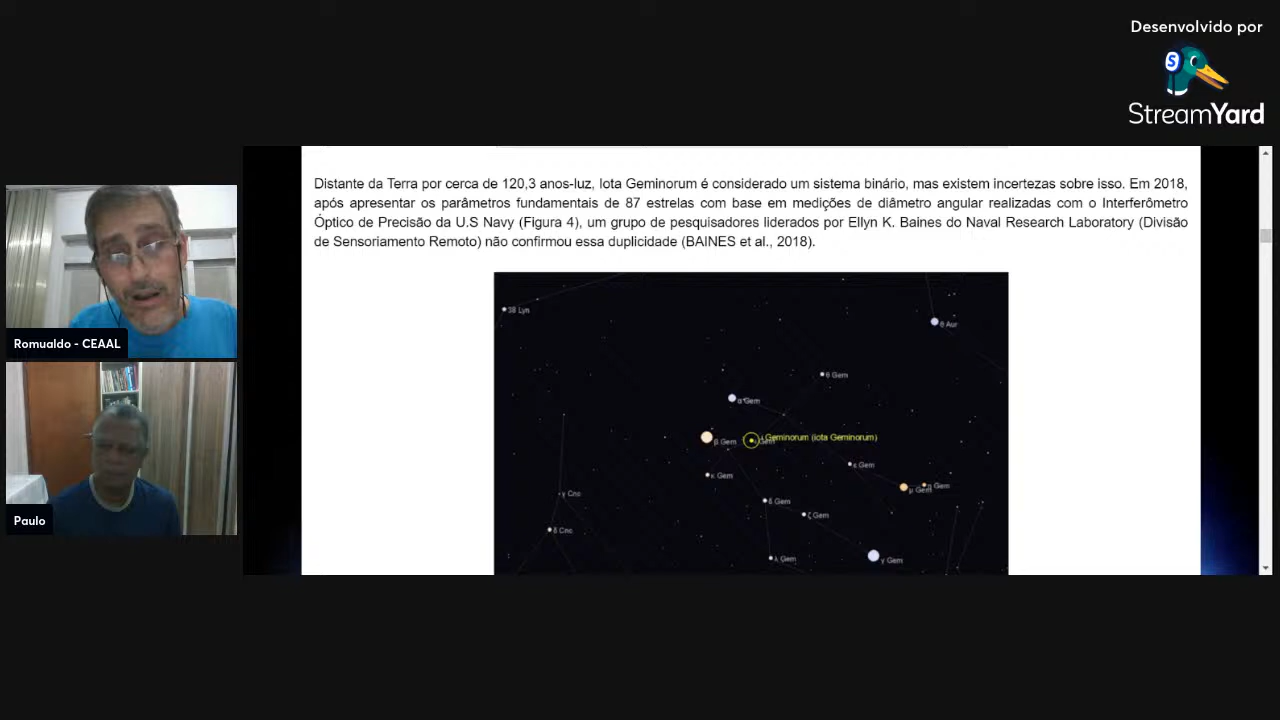 Desenvolvido por
S
StreamYard
Distante da Terra por cerca de 120,3 anos-luz, Iota Geminorum é considerado um sistema binário, mas existem incertezas sobre isso. Em 2018,
após apresentar os parâmetros fundamentais de 87 estrelas com base em medições de diâmetro angular realizadas com o Interferômetro
Óptico de Precisão da U.S Navy (Figura 4), um grupo de pesquisadores liderados por Ellyn K. Baines do Naval Research Laboratory (Divisão
de Sensoriamento Remoto) não confirmou essa duplicidade (BAINES et al., 2018).
38 Lyn
θ Aur
θ Gem
α Gem
β Gem
ι Geminorum (Iota Geminorum)
κ Gem
ε Gem
μ Gem
η Gem
γ Cnc
δ Gem
ζ Gem
δ Cnc
λ Gem
γ Gem
Romualdo - CEAAL
Paulo